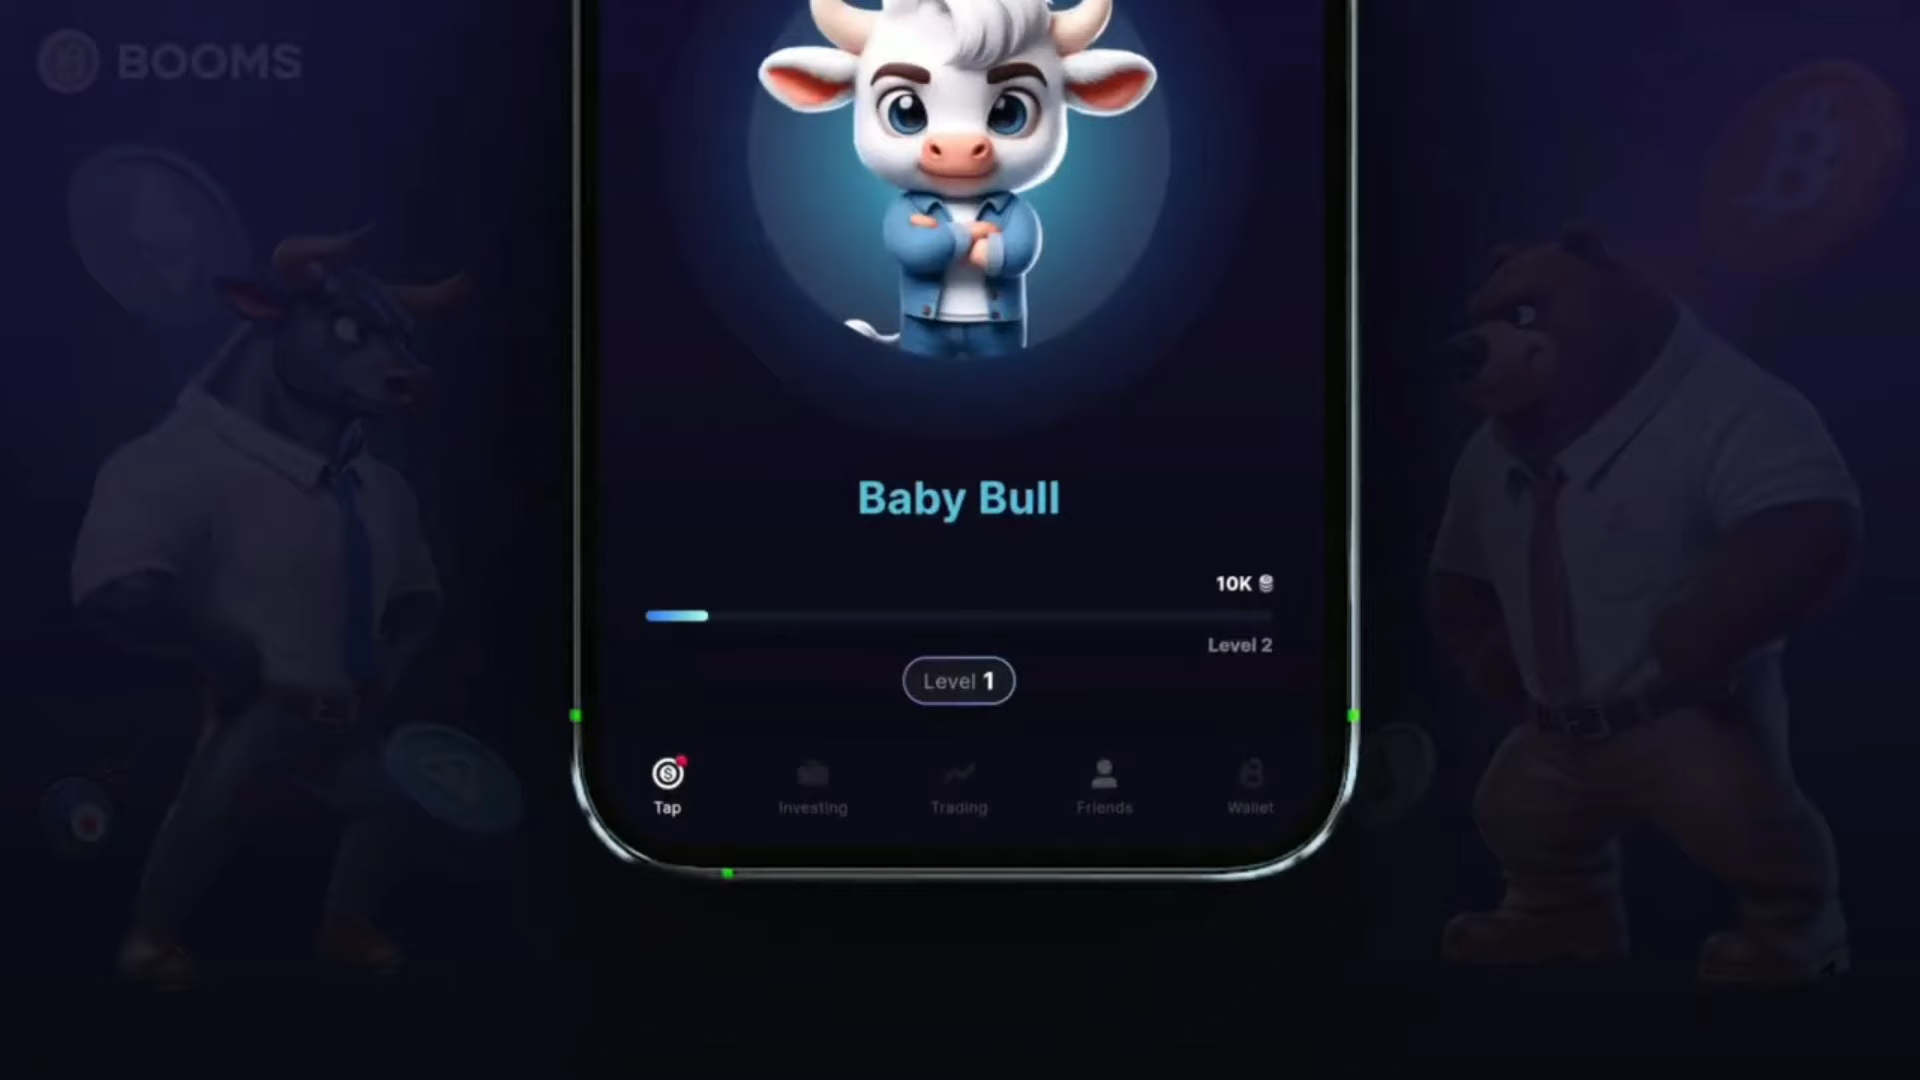 BOOMS
Baby Bull
10K
Level 2
Level 1
Tap
Investing
Trading
Friends
Wallet